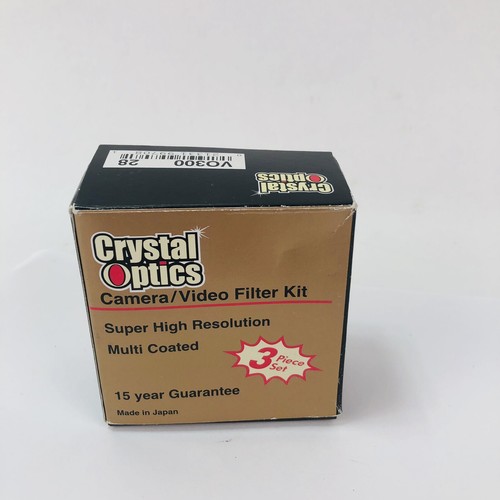 VO300
28
Crystal
Optics
Crystal
Optics
Camera/Video Filter Kit
Super High Resolution
Multi Coated
3 Piece
Set
15 year Guarantee
Made in Japan